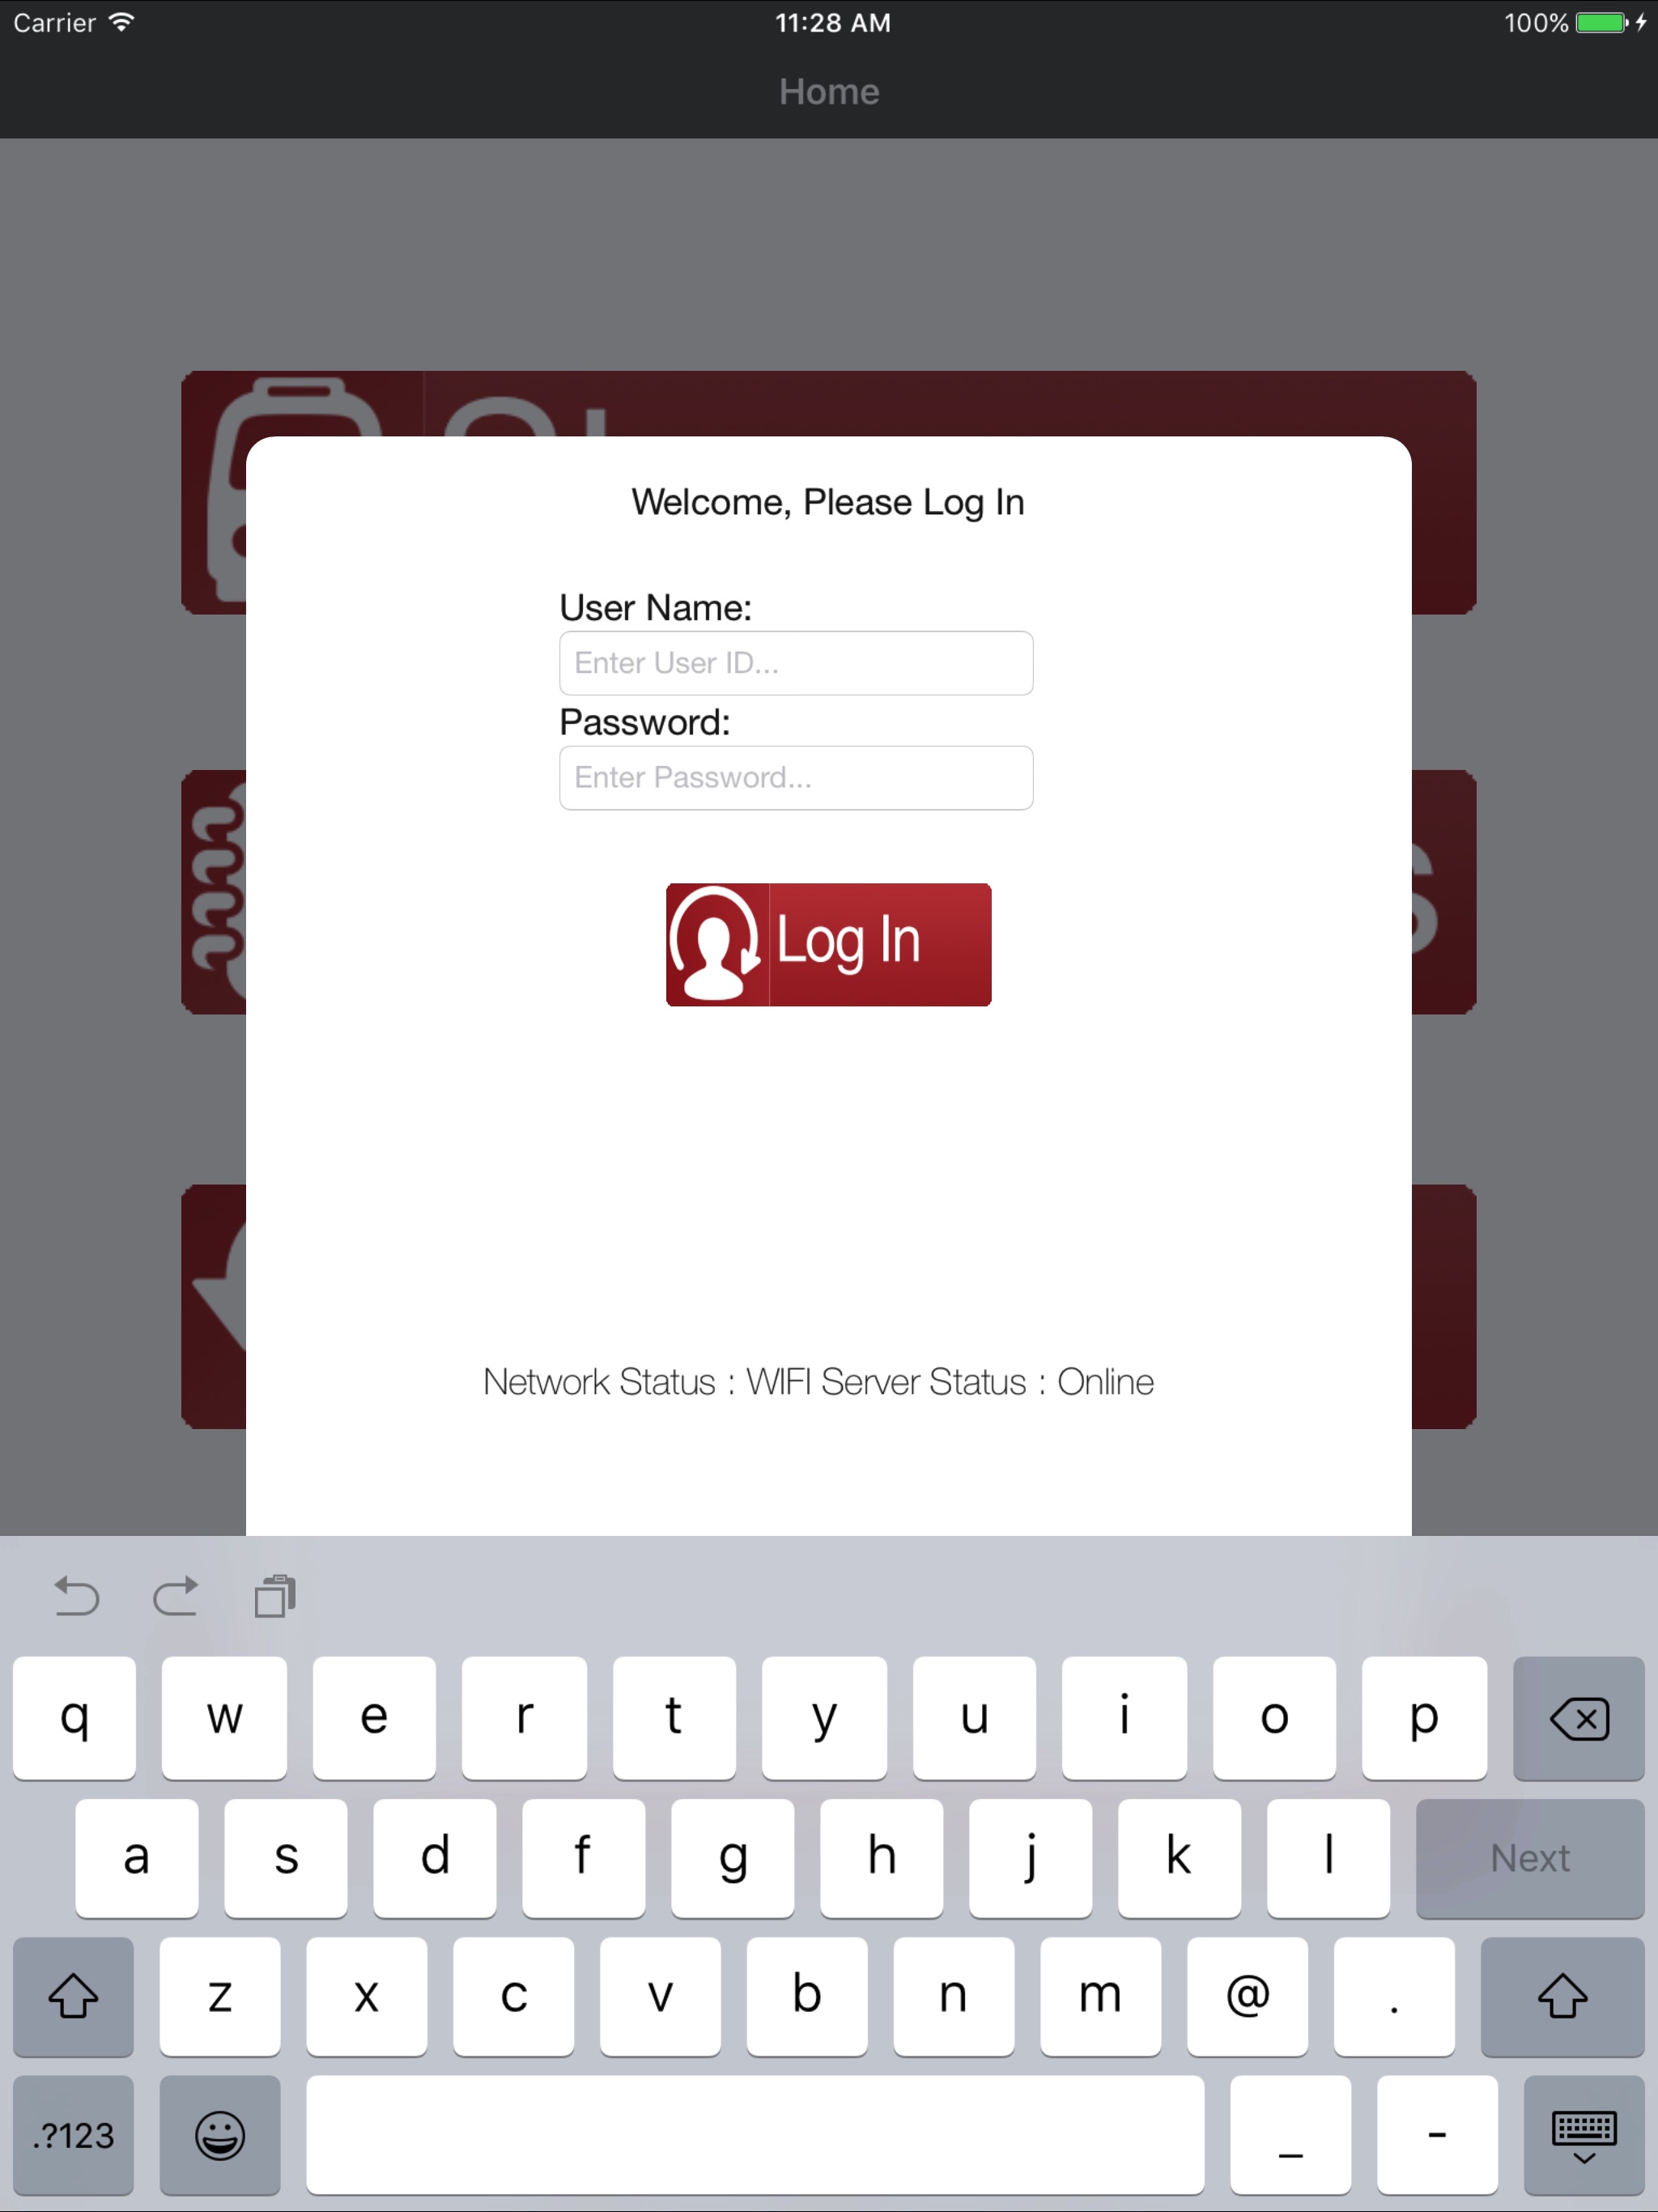 Carrier 11:28 AM 100%
Home
Welcome, Please Log In
User Name:
Enter User ID...
Password:
Enter Password...
Log In
Network Status : WIFI Server Status : Online
q w e r t y u i o p
a s d f g h j k l Next
z x c v b n m @ .
.?123 _ -